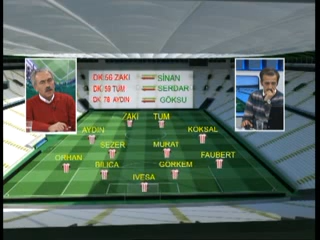 DK:56 ZAKI SİNAN
DK:59 TUM SERDAR
DK 78 AYDIN GÖKSU
ZAKI TUM
AYDIN KOKSAL
SEZER MURAT
ORHAN FAUBERT
BILICA GORKEM
IVESA